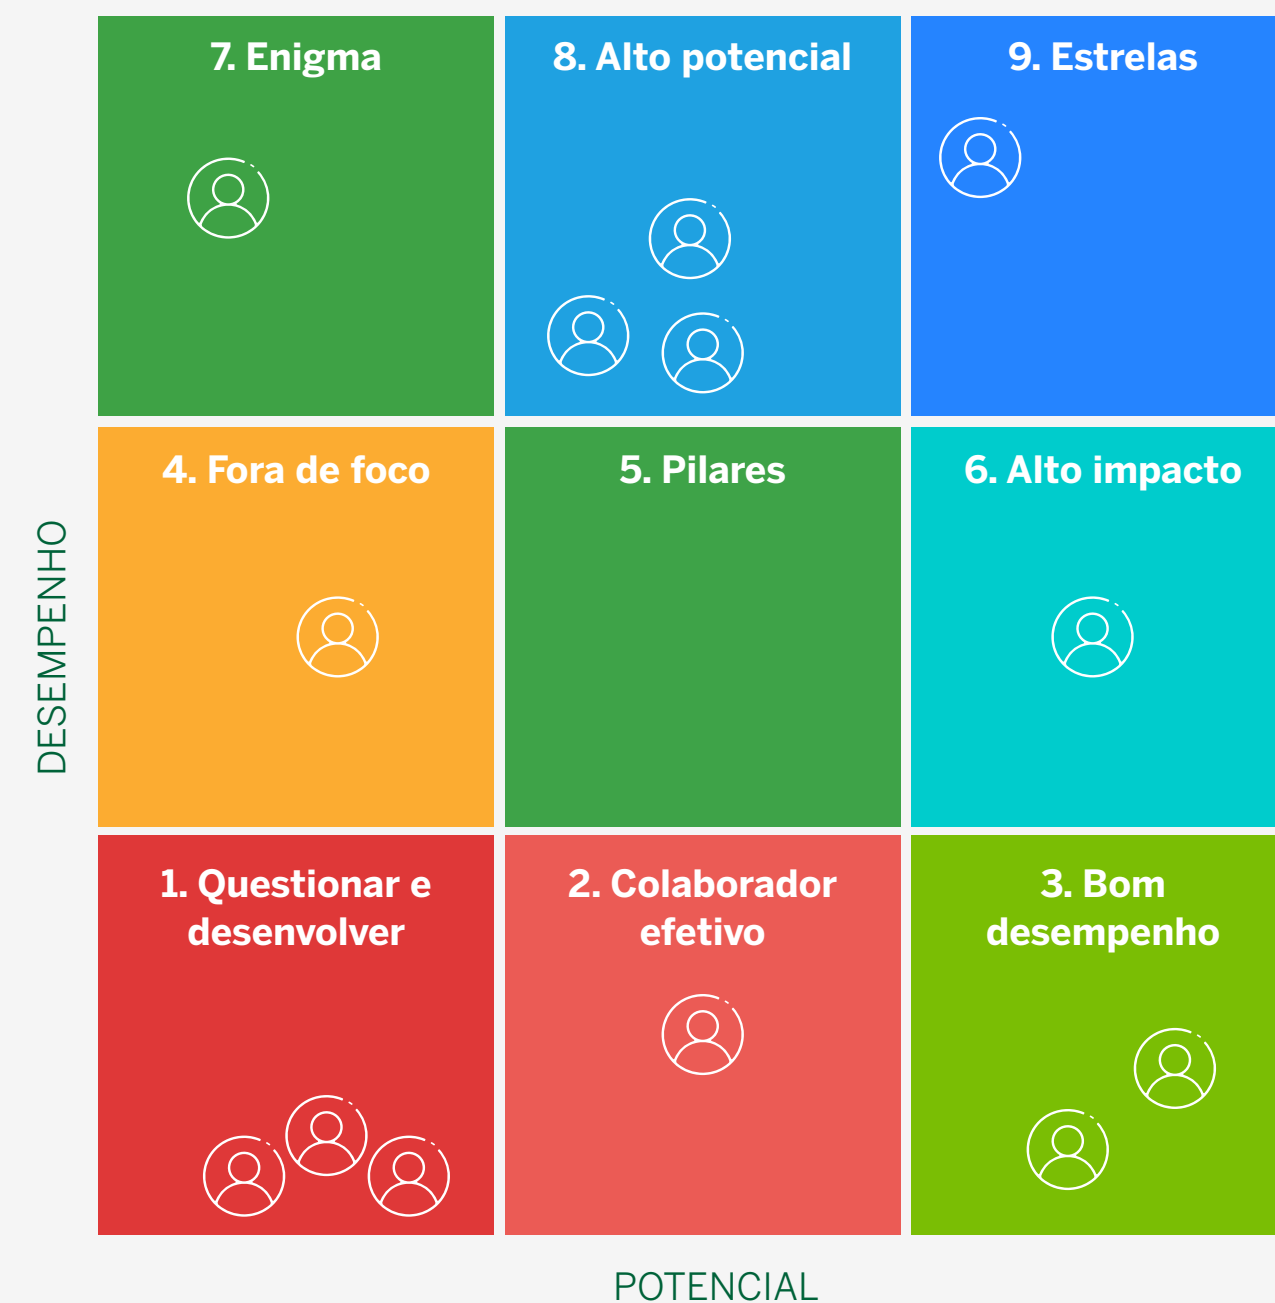 7. Enigma
8. Alto potencial
9. Estrelas
4. Fora de foco
5. Pilares
6. Alto impacto
DESEMPENHO
1. Questionar e
desenvolver
2. Colaborador
efetivo
3. Bom
desempenho
POTENCIAL